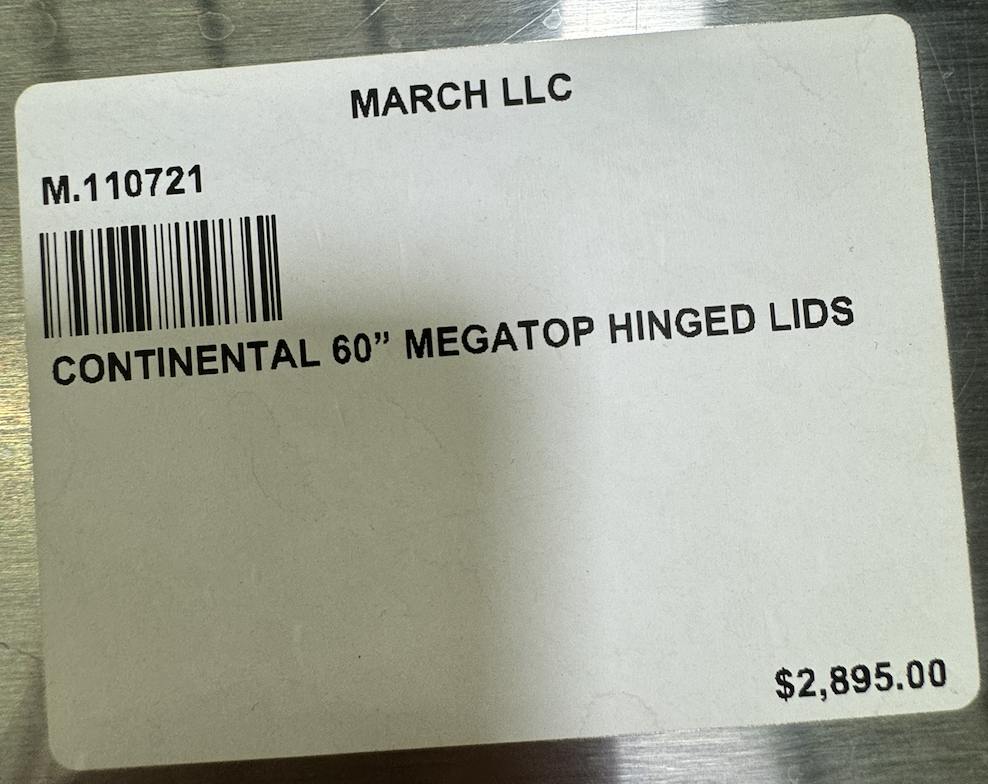 MARCH LLC
M.110721
CONTINENTAL 60” MEGATOP HINGED LIDS
$2,895.00